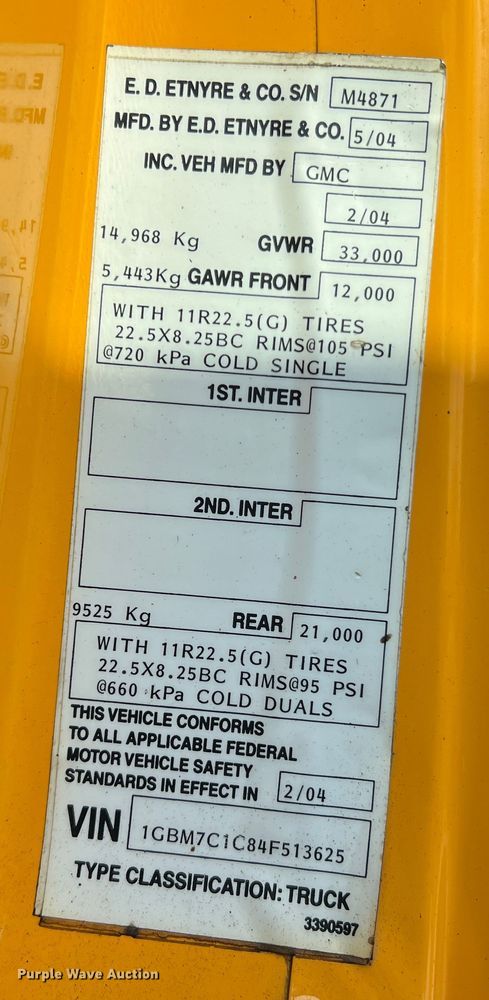 E. D. ETNYRE & CO. S/N M4871
MFD. BY E.D. ETNYRE & CO. 5/04
INC. VEH MFD BY GMC
2/04
14,968 Kg GVWR 33,000
5,443Kg GAWR FRONT 12,000
WITH 11R22.5(G) TIRES
22.5X8.25BC RIMS@105 PSI
@720 kPa COLD SINGLE
1ST. INTER
2ND. INTER
9525 Kg REAR 21,000
WITH 11R22.5(G) TIRES
22.5X8.25BC RIMS@95 PSI
@660 kPa COLD DUALS
THIS VEHICLE CONFORMS
TO ALL APPLICABLE FEDERAL
MOTOR VEHICLE SAFETY
STANDARDS IN EFFECT IN 2/04
VIN 1GBM7C1C84F513625
TYPE CLASSIFICATION: TRUCK
3390597
Purple Wave Auction